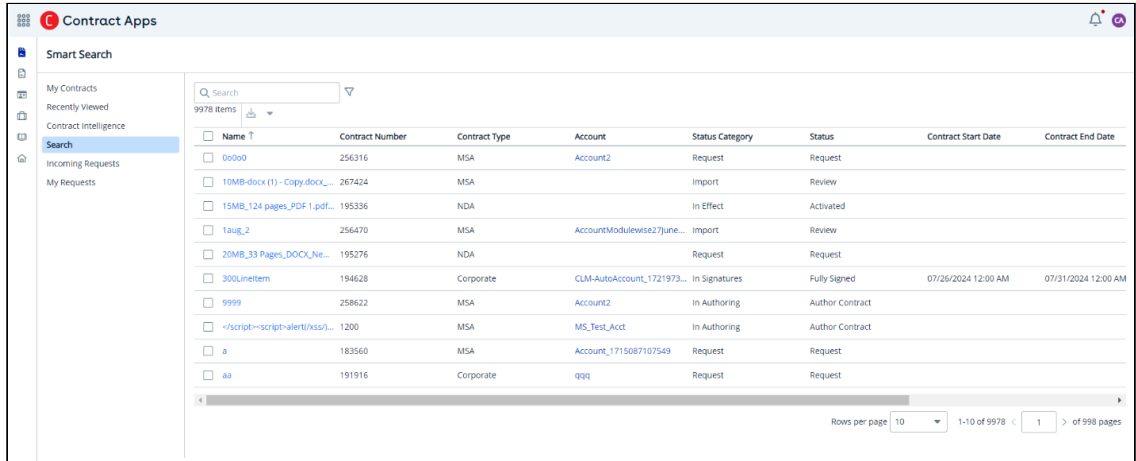 Contract Apps
CA
Smart Search
My Contracts
Recently Viewed
Contract Intelligence
Search
Incoming Requests
My Requests
Search
9978 items
Name ↑ Contract Number Contract Type Account Status Category Status Contract Start Date Contract End Date
0o0o0 256316 MSA Account2 Request Request
10MB-docx (1) - Copy.docx_... 267424 MSA Import Review
15MB_124 pages_PDF 1.pdf... 195336 NDA In Effect Activated
1aug_2 256470 MSA AccountModulewise27June... Import Review
20MB_33 Pages_DOCX_Ne... 195276 NDA Request Request
300LineItem 194628 Corporate CLM-AutoAccount_1721973... In Signatures Fully Signed 07/26/2024 12:00 AM 07/31/2024 12:00 AM
9999 258622 MSA Account2 In Authoring Author Contract
</script><script>alert(/xss/)... 1200 MSA MS_Test_Acct In Authoring Author Contract
a 183560 MSA Account_1715087107549 Request Request
aa 191916 Corporate qqq Request Request
Rows per page 10 1-10 of 9978 < 1 > of 998 pages